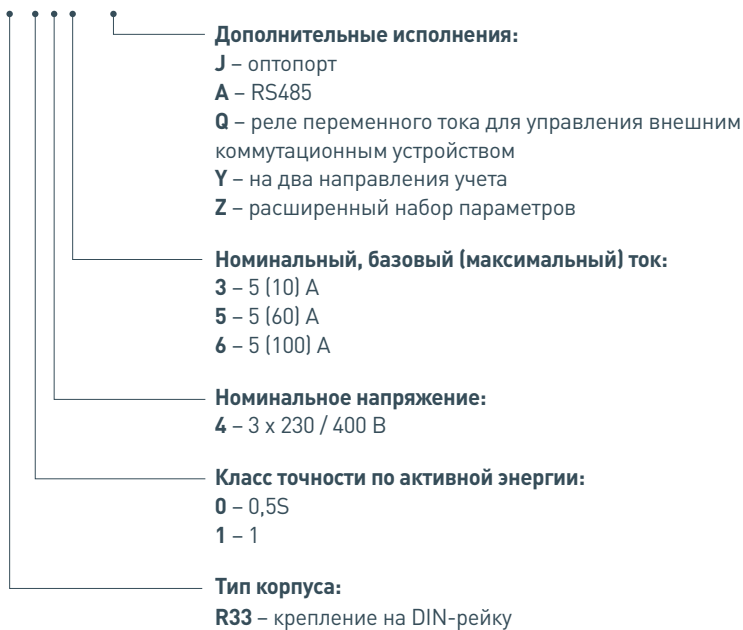 Дополнительные исполнения:
J – оптопорт
A – RS485
Q – реле переменного тока для управления внешним
коммутационным устройством
Y – на два направления учета
Z – расширенный набор параметров
Номинальный, базовый (максимальный) ток:
3 – 5 (10) А
5 – 5 (60) А
6 – 5 (100) А
Номинальное напряжение:
4 – 3 x 230 / 400 В
Класс точности по активной энергии:
0 – 0,5S
1 – 1
Тип корпуса:
R33 – крепление на DIN-рейку